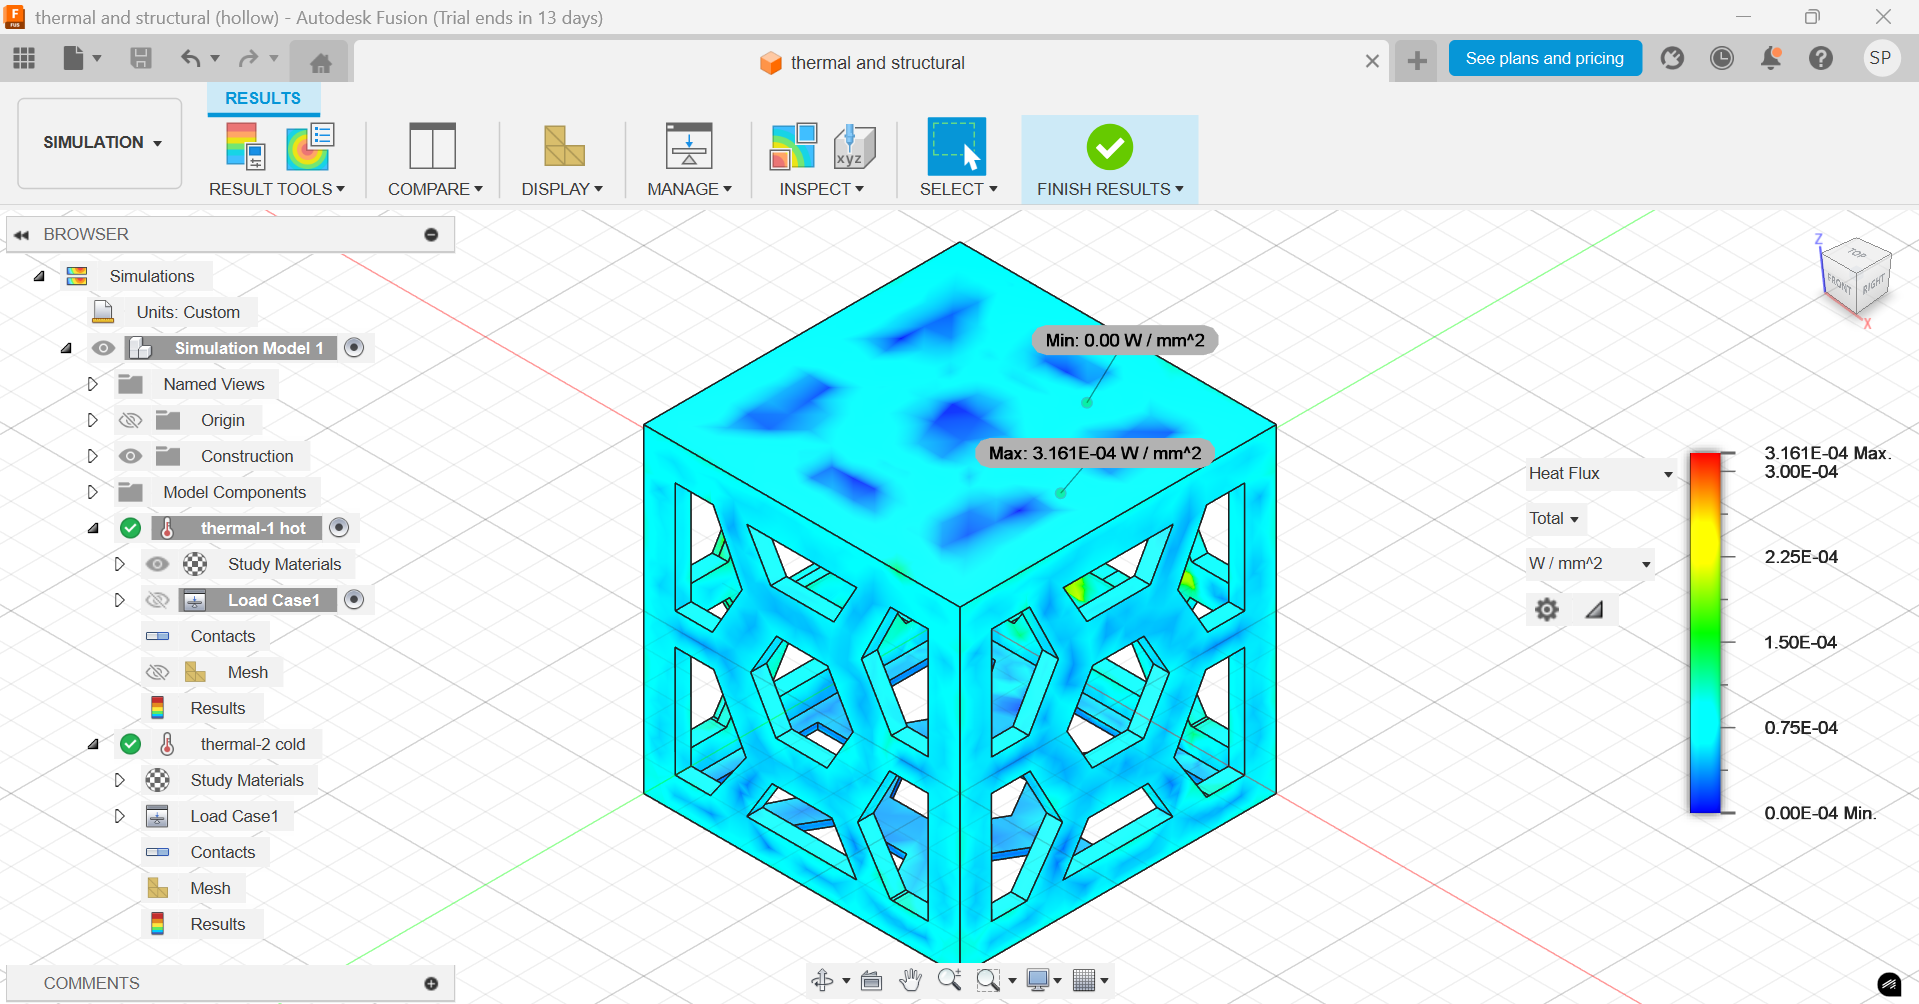 thermal and structural (hollow) - Autodesk Fusion (Trial ends in 13 days)
thermal and structural
See plans and pricing
SP
RESULTS
SIMULATION
RESULT TOOLS
COMPARE
DISPLAY
MANAGE
INSPECT
SELECT
FINISH RESULTS
xyz
BROWSER
Simulations
Units: Custom
Simulation Model 1
Named Views
Origin
Construction
Model Components
thermal-1 hot
Study Materials
Load Case1
Contacts
Mesh
Results
thermal-2 cold
Study Materials
Load Case1
Contacts
Mesh
Results
COMMENTS
Min: 0.00 W / mm^2
Max: 3.161E-04 W / mm^2
Z
TOP
FRONT
RIGHT
X
Heat Flux
Total
W / mm^2
3.161E-04 Max.
3.00E-04
2.25E-04
1.50E-04
0.75E-04
0.00E-04 Min.